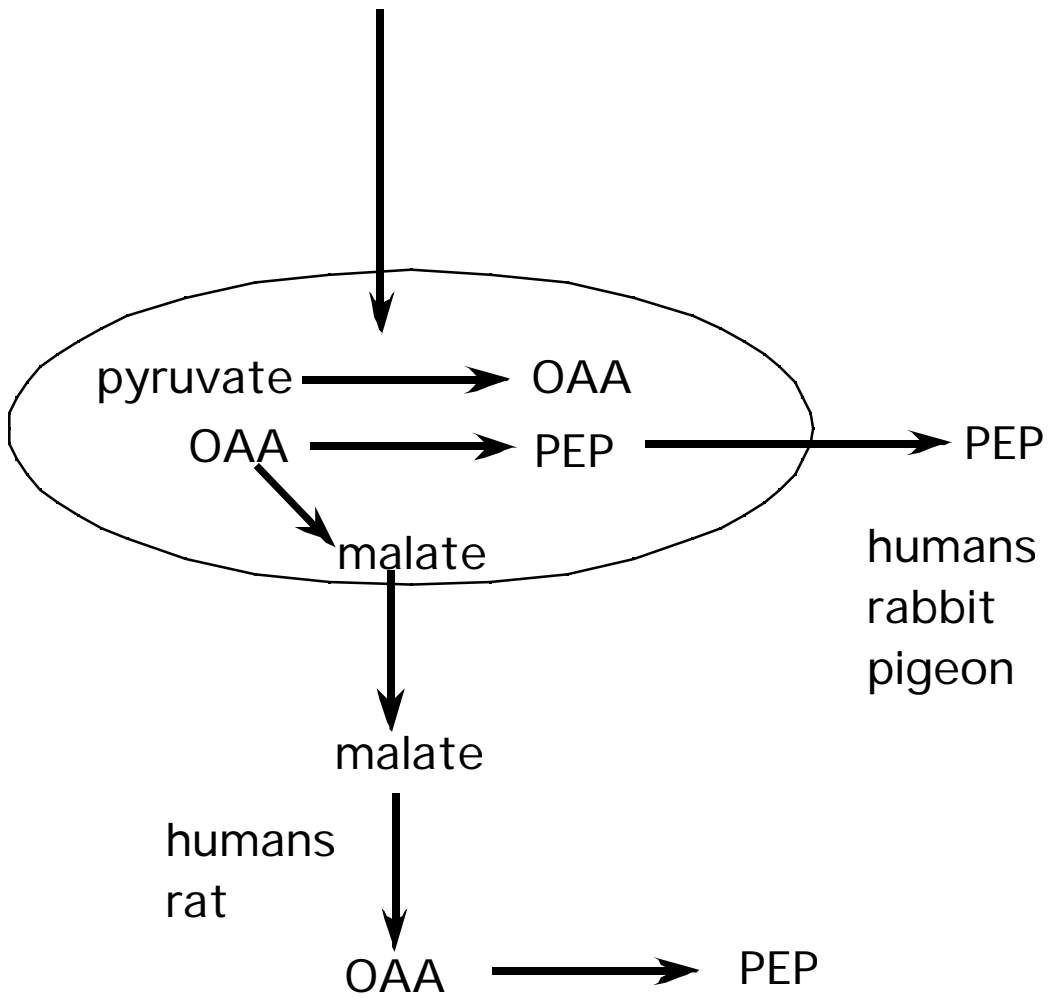 pyruvate OAA
OAA PEP PEP
malate
humans
rabbit
pigeon
malate
humans
rat
OAA PEP